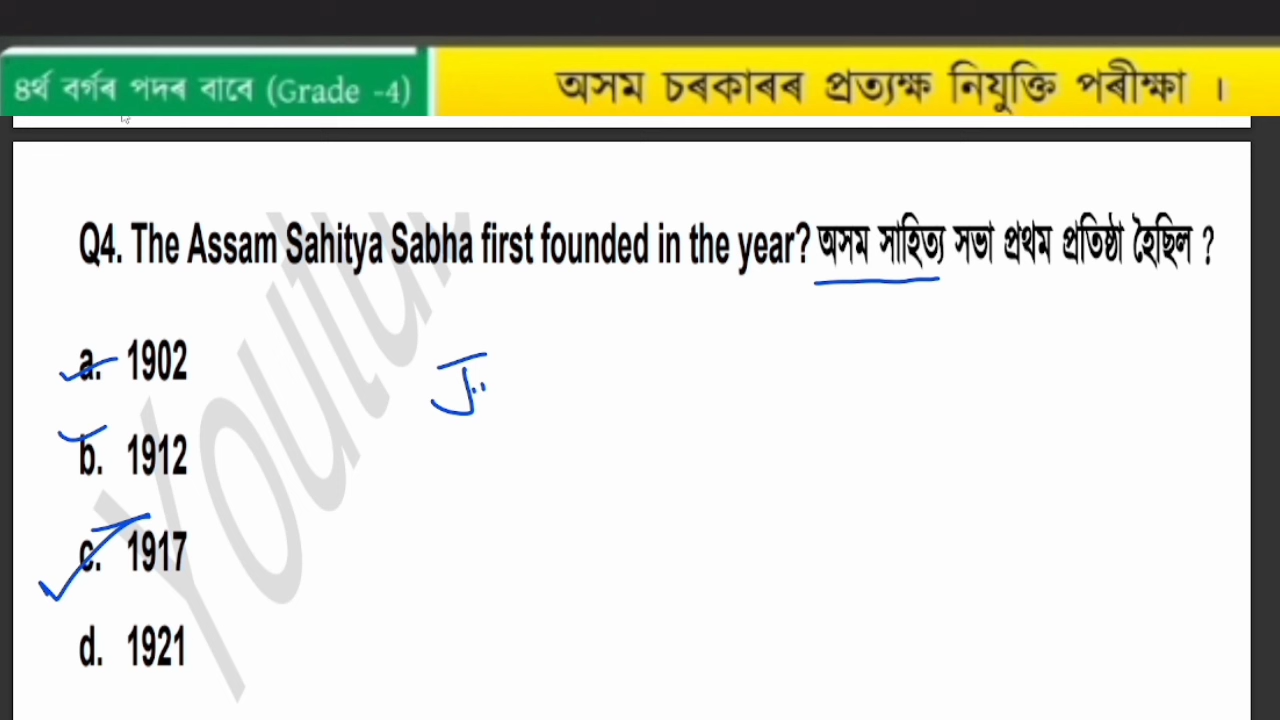 ৪ৰ্থ বৰ্গৰ পদৰ বাবে (Grade -4)
অসম চৰকাৰৰ প্ৰত্যক্ষ নিযুক্তি পৰীক্ষা ।
Q4. The Assam Sahitya Sabha first founded in the year? অসম সাহিত্য সভা প্ৰথম প্ৰতিষ্ঠা হৈছিল ?
a. 1902
b. 1912
c. 1917
d. 1921